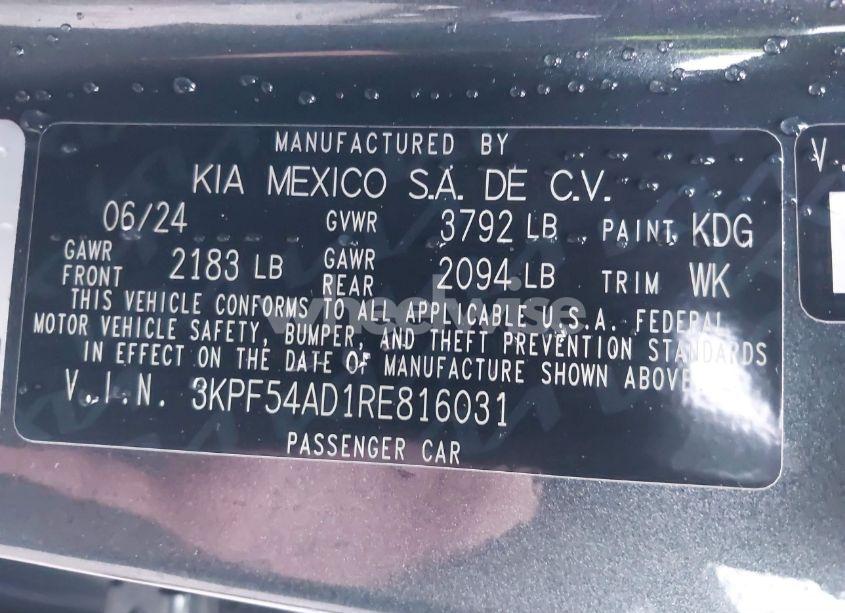 MANUFACTURED BY
KIA MEXICO S.A. DE C.V.
06/24 GVWR 3792 LB PAINT KDG
GAWR FRONT 2183 LB GAWR REAR 2094 LB TRIM WK
THIS VEHICLE CONFORMS TO ALL APPLICABLE U.S.A. FEDERAL
MOTOR VEHICLE SAFETY, BUMPER, AND THEFT PREVENTION STANDARDS
IN EFFECT ON THE DATE OF MANUFACTURE SHOWN ABOVE.
V.I.N. 3KPF54AD1RE816031
PASSENGER CAR
wheelwise
V.